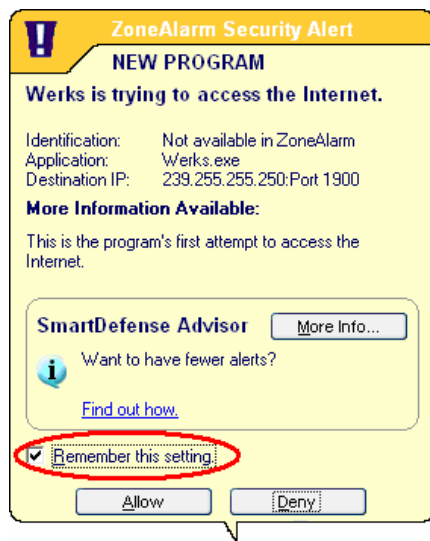 ZoneAlarm Security Alert
NEW PROGRAM
Werks is trying to access the Internet.
Identification: Not available in ZoneAlarm
Application: Werks.exe
Destination IP: 239.255.255.250:Port 1900
More Information Available:
This is the program's first attempt to access the
Internet.
SmartDefense Advisor More Info...
Want to have fewer alerts?
Find out how.
Remember this setting.
Allow Deny